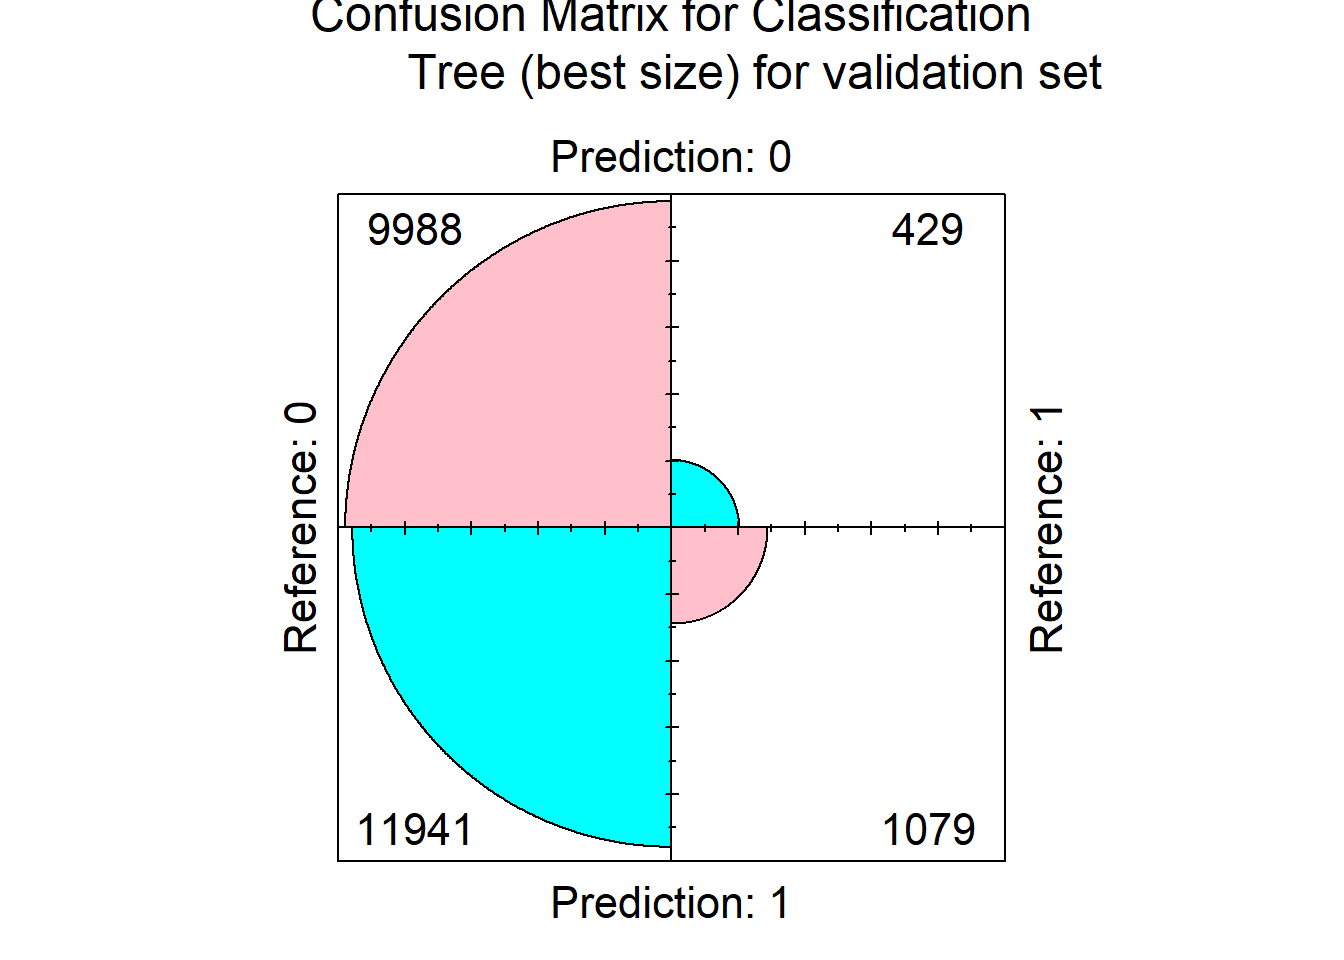 Confusion Matrix for Classification
Tree (best size) for validation set
Prediction: 0
9988
429
Reference: 0
Reference: 1
11941
1079
Prediction: 1